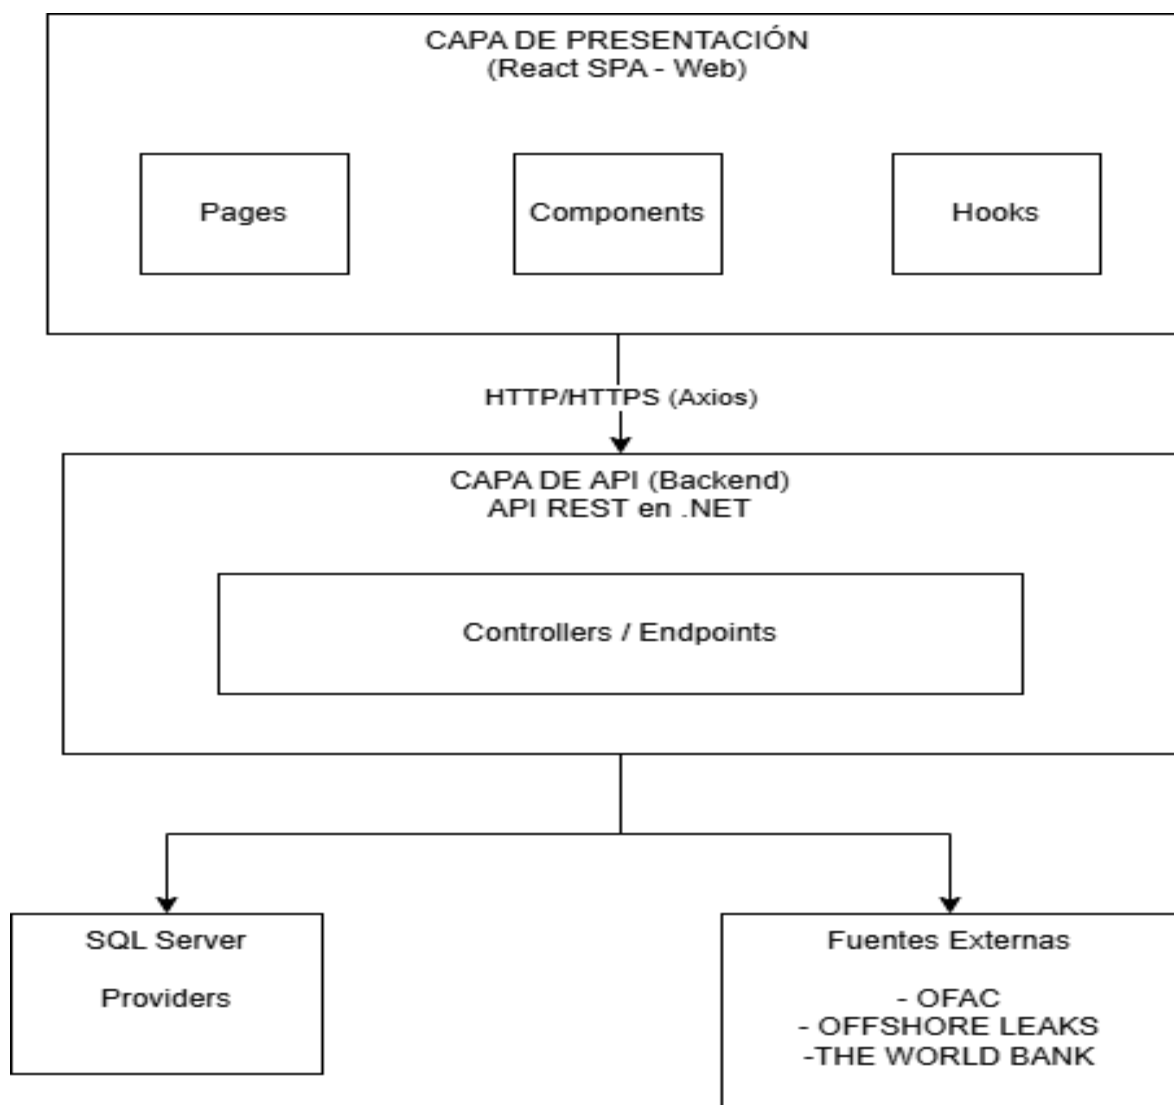 CAPA DE PRESENTACIÓN
(React SPA - Web)
Pages
Components
Hooks
HTTP/HTTPS (Axios)
CAPA DE API (Backend)
API REST en .NET
Controllers / Endpoints
SQL Server
Providers
Fuentes Externas
- OFAC
- OFFSHORE LEAKS
-THE WORLD BANK